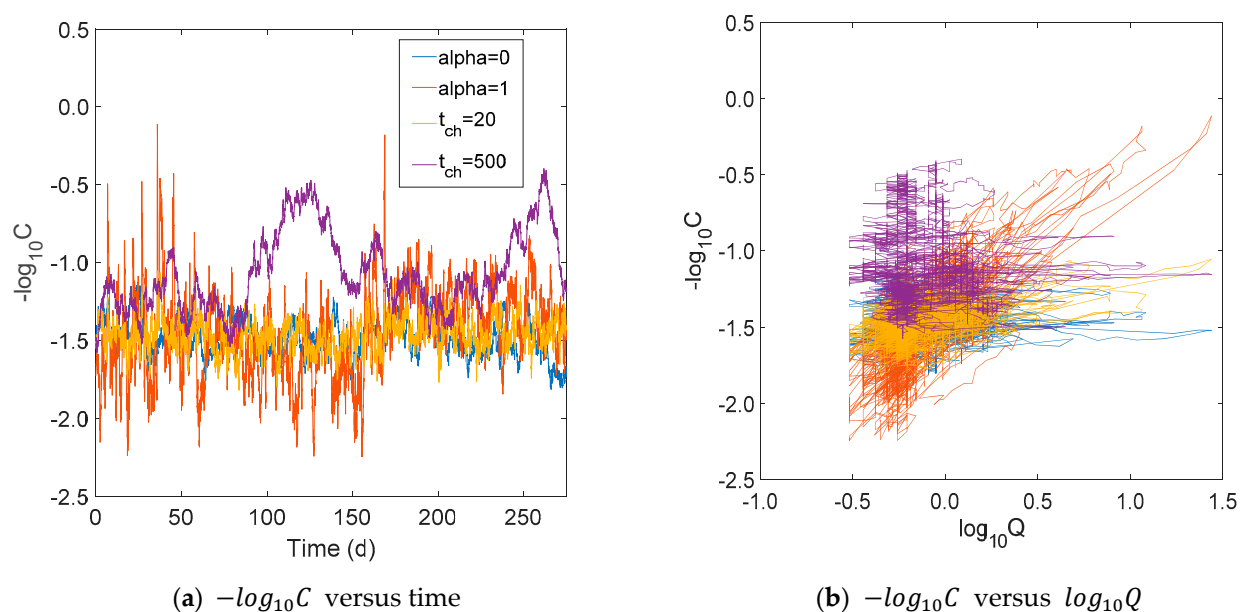 0.5
0.0
-0.5
-1.0
-1.5
-2.0
-2.5
-log10C
0 50 100 150 200 250
Time (d)
alpha=0
alpha=1
t_ch=20
t_ch=500
(a) −log10C versus time
0.5
0.0
-0.5
-1.0
-1.5
-2.0
-2.5
-log10C
-1.0 -0.5 0.0 0.5 1.0 1.5
log10Q
(b) −log10C versus log10Q